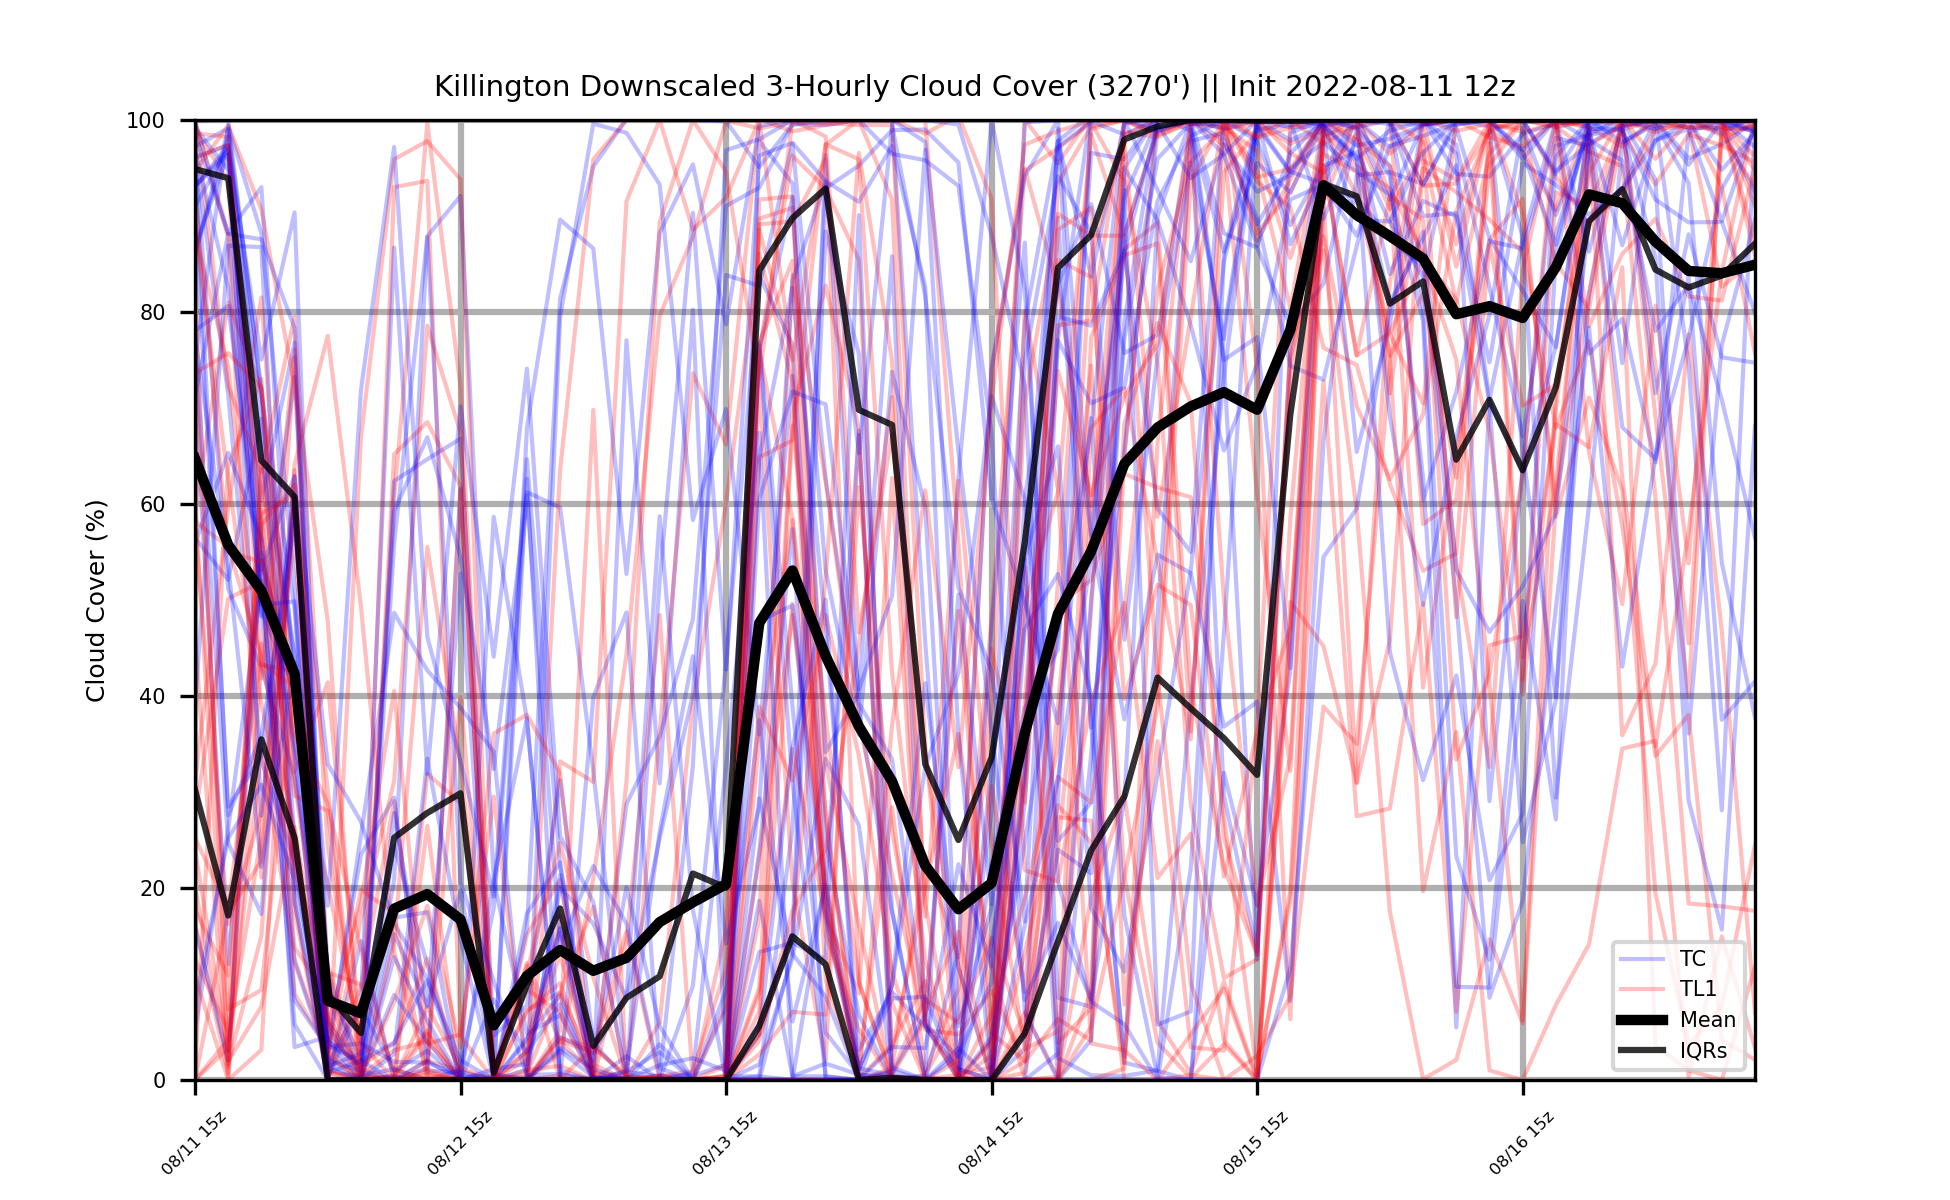 Killington Downscaled 3-Hourly Cloud Cover (3270') || Init 2022-08-11 12z
Cloud Cover (%)
100
80
60
40
20
0
TC
TL1
Mean
IQRs
08/11 15z
08/12 15z
08/13 15z
08/14 15z
08/15 15z
08/16 15z